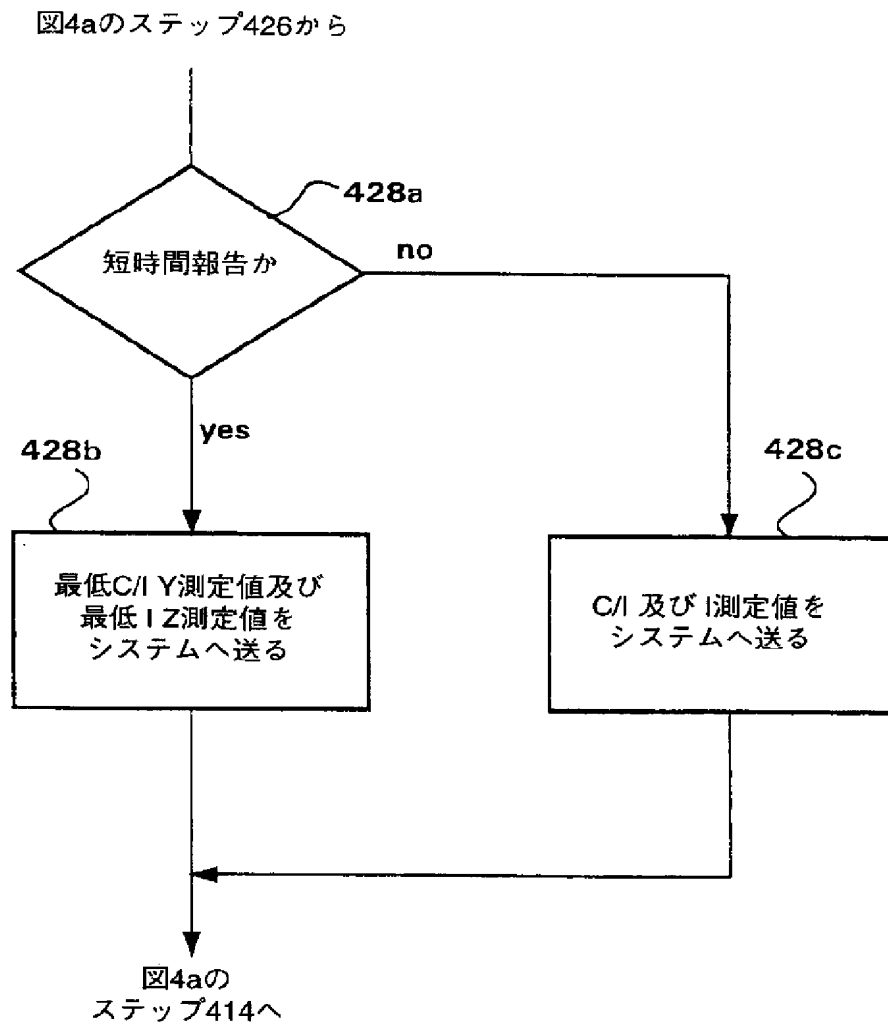 図4aのステップ426から
428a
短時間報告か
no
yes
428b
428c
最低C/I Y測定値及び
最低 I Z測定値を
システムへ送る
C/I 及び I測定値を
システムへ送る
図4aの
ステップ414へ